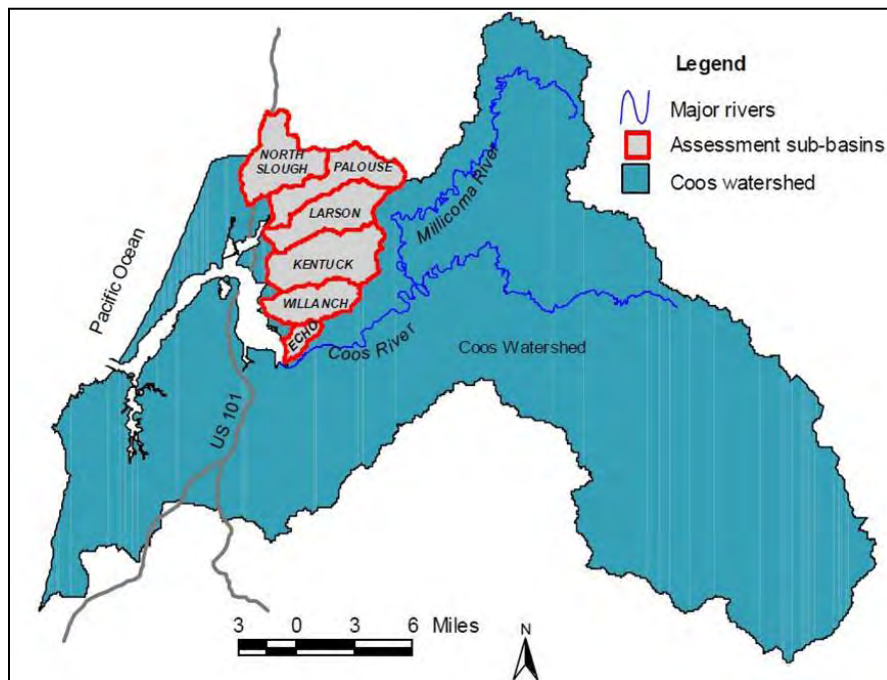 Legend
Major rivers
Assessment sub-basins
Coos watershed
NORTH
SLOUGH
PALOUSE
LARSON
KENTUCK
WILLANCH
ECHO
Millicoma River
Coos River
Coos Watershed
Pacific Ocean
US 101
3 0 3 6 Miles
N